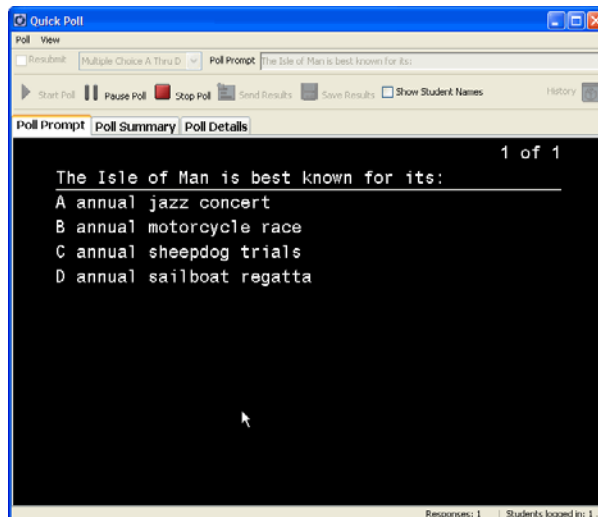 Quick Poll
Poll View
Resubmit Multiple Choice A Thru D Poll Prompt The Isle of Man is best known for its:
Start Poll Pause Poll Stop Poll Send Results Save Results Show Student Names History
Poll Prompt Poll Summary Poll Details
1 of 1
The Isle of Man is best known for its:
A annual jazz concert
B annual motorcycle race
C annual sheepdog trials
D annual sailboat regatta
Responses: 1 Students logged in: 1